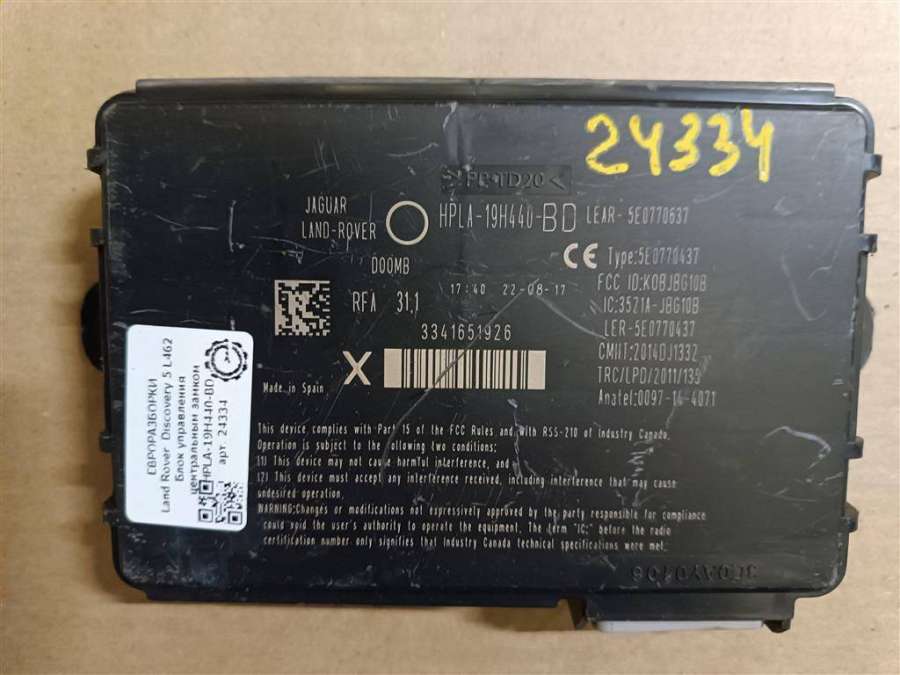 24334
>PC-TD20<
JAGUAR
LAND-ROVER
HPLA-19H440-BD
LEAR- 5E0770637
DOOMB
CE Type:5E0770437
FCC ID:KOBJBG10B
IC:3521A-JBG10B
LER-5E0770437
CMIIT:2014DJ1332
TRC/LPD/2011/139
Anatel:0097-14-4071
RFA 31.1
17:40 22-08-17
3341651926
Made in Spain
X
This device complies with Part 15 of the FCC Rules and with RSS-210 of Industry Canada.
Operation is subject to the following two conditions:
(1) This device may not cause harmful interference, and
(2) This device must accept any interference received, including interference that may cause
undesired operation.
WARNING:Changes or modifications not expressively approved by the party responsible for compliance
could void the user's authority to operate the equipment. The term "IC:" before the radio
certification number only signifies that Industry Canada technical specifications were met.
ЕВРОРАЗБОРКИ
Land Rover Discovery 5 L462
Блок управления
центральным замком
HPLA-19H440-BD
арт. 24334